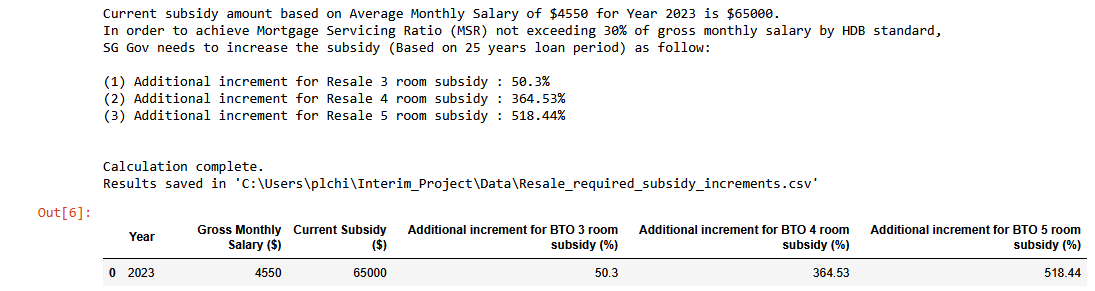 Current subsidy amount based on Average Monthly Salary of $4550 for Year 2023 is $65000.
In order to achieve Mortgage Servicing Ratio (MSR) not exceeding 30% of gross monthly salary by HDB standard,
SG Gov needs to increase the subsidy (Based on 25 years loan period) as follow:
(1) Additional increment for Resale 3 room subsidy : 50.3%
(2) Additional increment for Resale 4 room subsidy : 364.53%
(3) Additional increment for Resale 5 room subsidy : 518.44%
Calculation complete.
Results saved in 'C:\Users\plchi\Interim_Project\Data\Resale_required_subsidy_increments.csv'
Out[6]:
Year Gross Monthly Salary ($) Current Subsidy ($) Additional increment for BTO 3 room subsidy (%) Additional increment for BTO 4 room subsidy (%) Additional increment for BTO 5 room subsidy (%)
0 2023 4550 65000 50.3 364.53 518.44